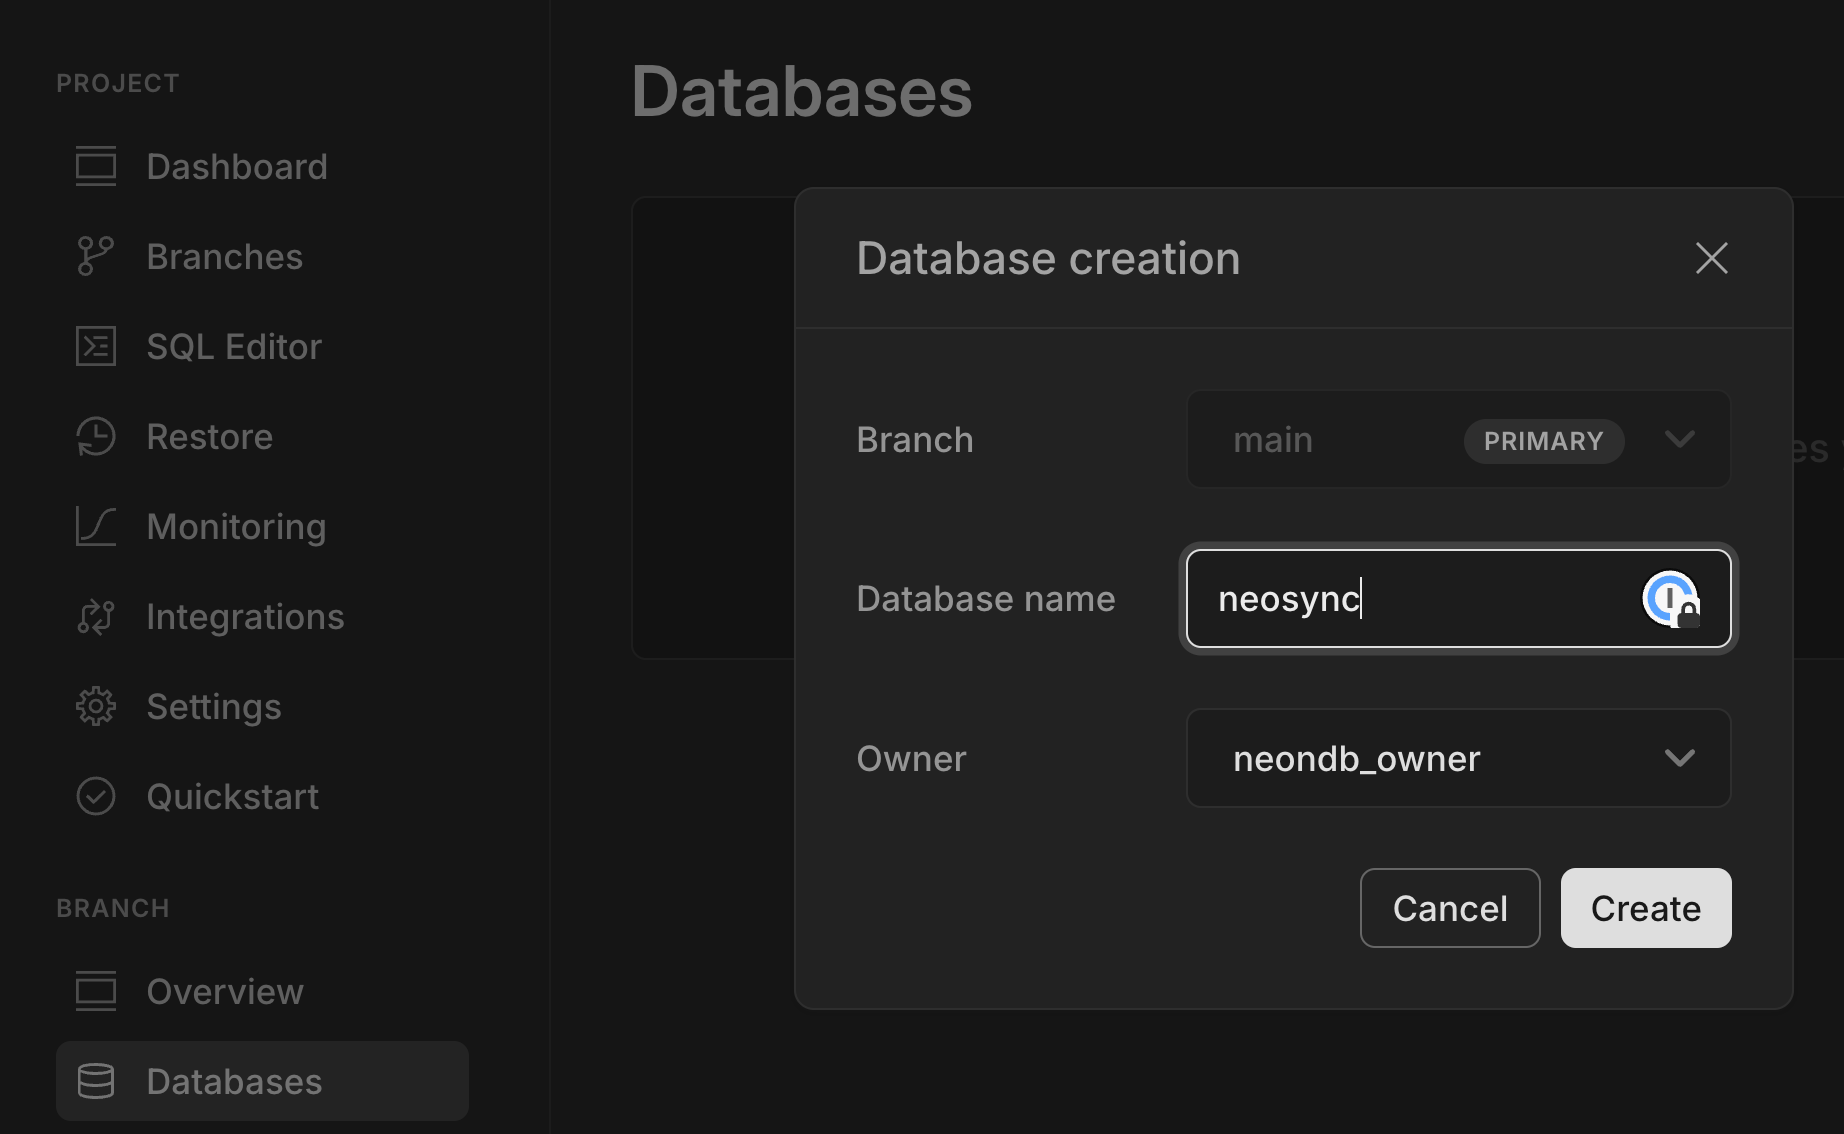 PROJECT
Dashboard
Branches
SQL Editor
Restore
Monitoring
Integrations
Settings
Quickstart
BRANCH
Overview
Databases
Databases
Database creation
Branch
main PRIMARY
Database name
neosync
Owner
neondb_owner
Cancel
Create